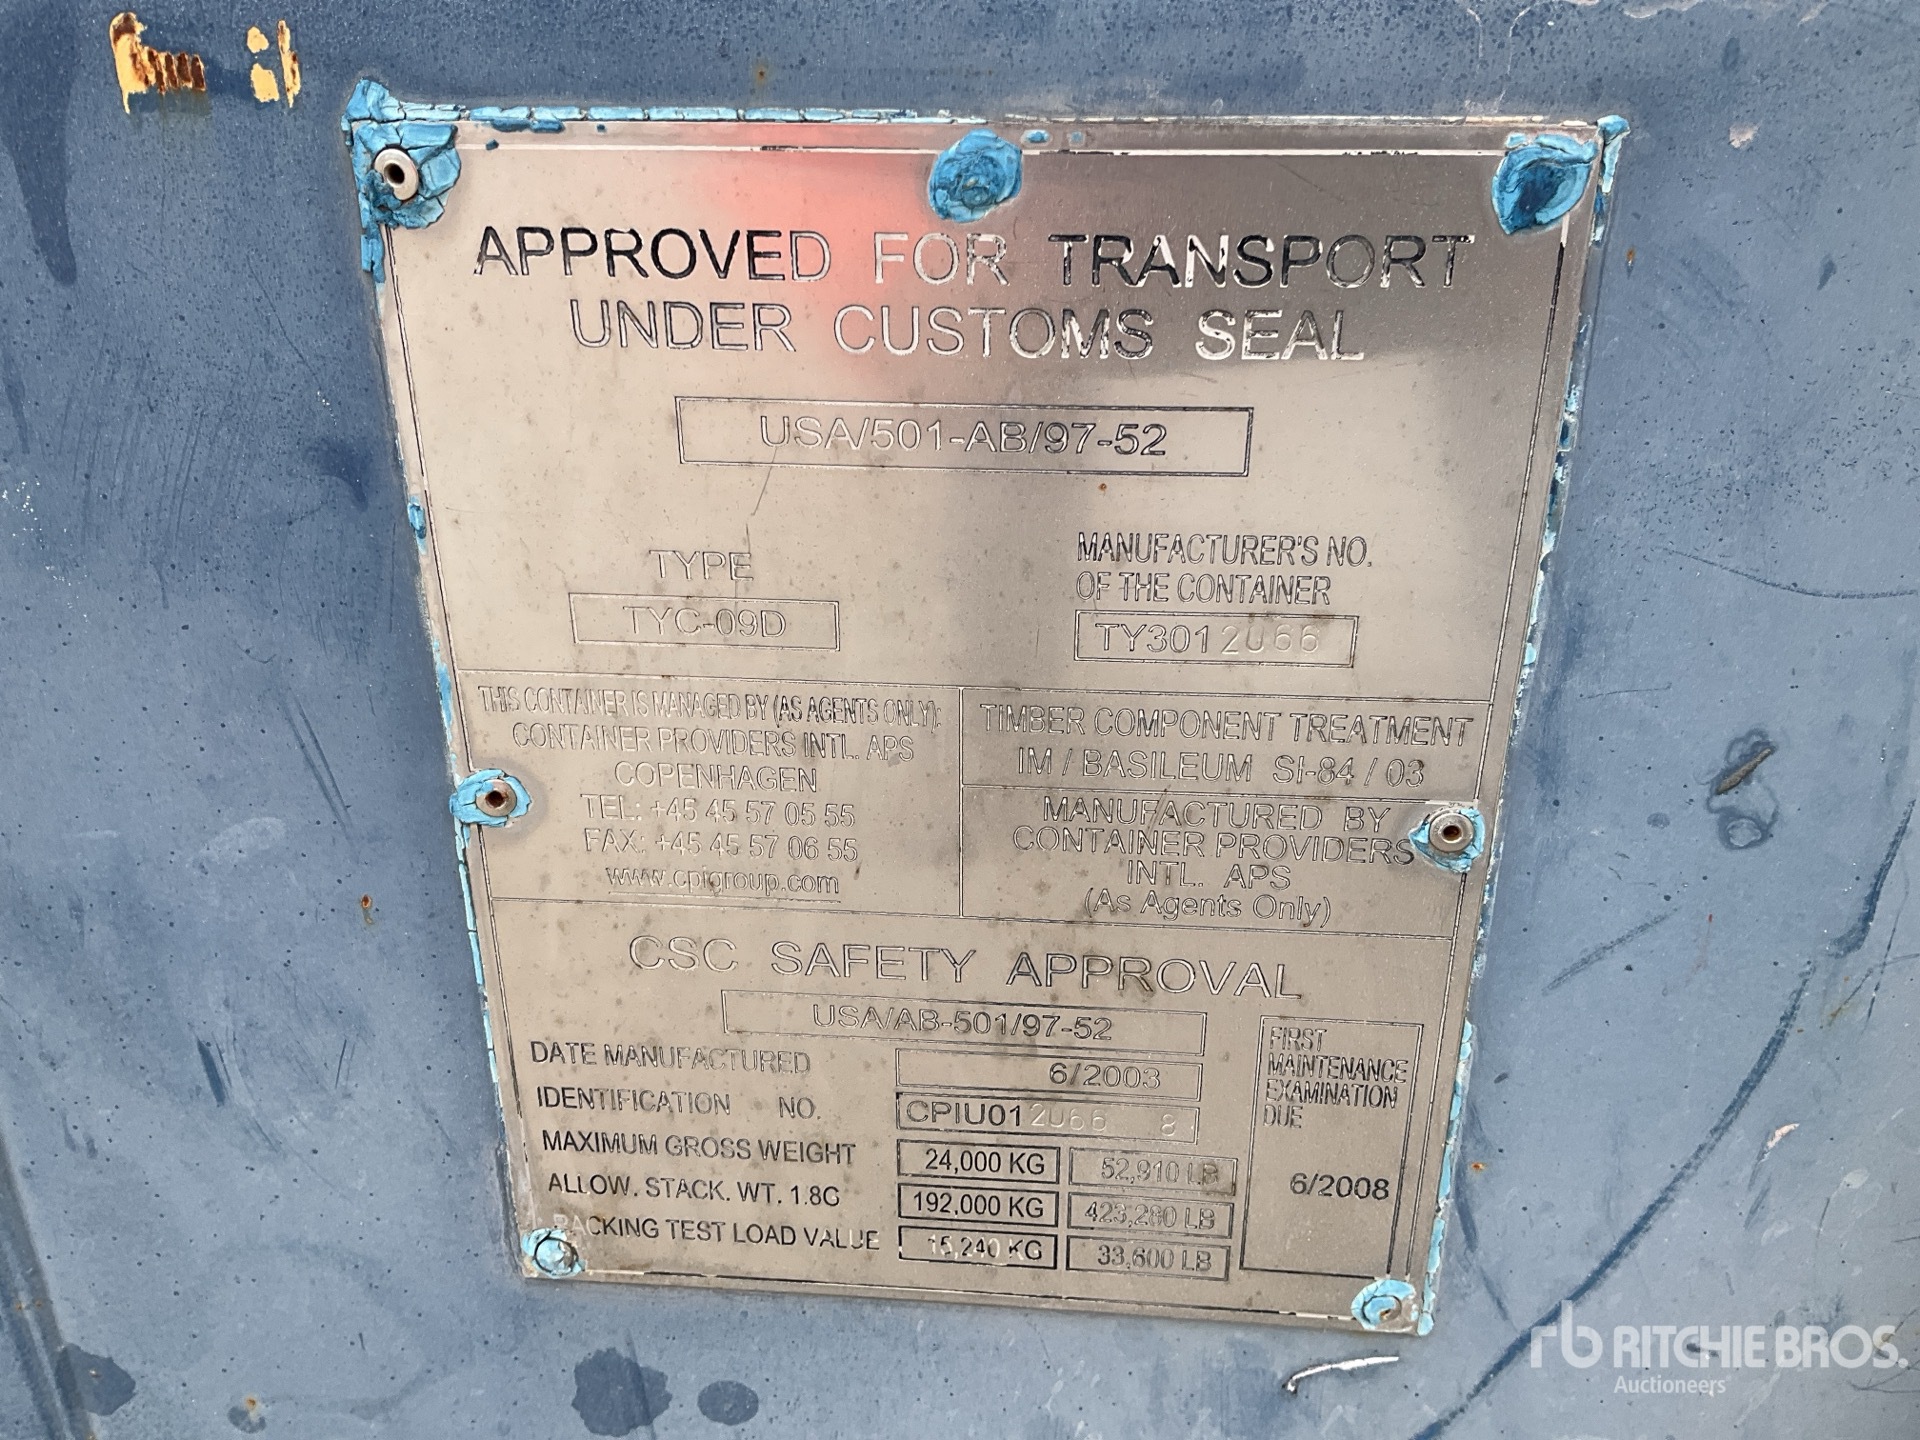 APPROVED FOR TRANSPORT
UNDER CUSTOMS SEAL
USA/501-AB/97-52
TYPE
TYC-09D
MANUFACTURER'S NO.
OF THE CONTAINER
TY3012066
THIS CONTAINER IS MANAGED BY (AS AGENTS ONLY):
CONTAINER PROVIDERS INTL. APS
COPENHAGEN
TEL: +45 45 57 05 55
FAX: +45 45 57 06 55
www.cpigroup.com
TIMBER COMPONENT TREATMENT
IM / BASILEUM SI-84 / 03
MANUFACTURED BY
CONTAINER PROVIDERS
INTL. APS
(As Agents Only)
CSC SAFETY APPROVAL
USA/AB-501/97-52
DATE MANUFACTURED 6/2003
IDENTIFICATION NO. CPIU012066 8
MAXIMUM GROSS WEIGHT 24,000 KG 52,910 LB
ALLOW. STACK. WT. 1.8G 192,000 KG 423,280 LB
RACKING TEST LOAD VALUE 15,240 KG 33,600 LB
FIRST
MAINTENANCE
EXAMINATION
DUE
6/2008
rb RITCHIE BROS.
Auctioneers